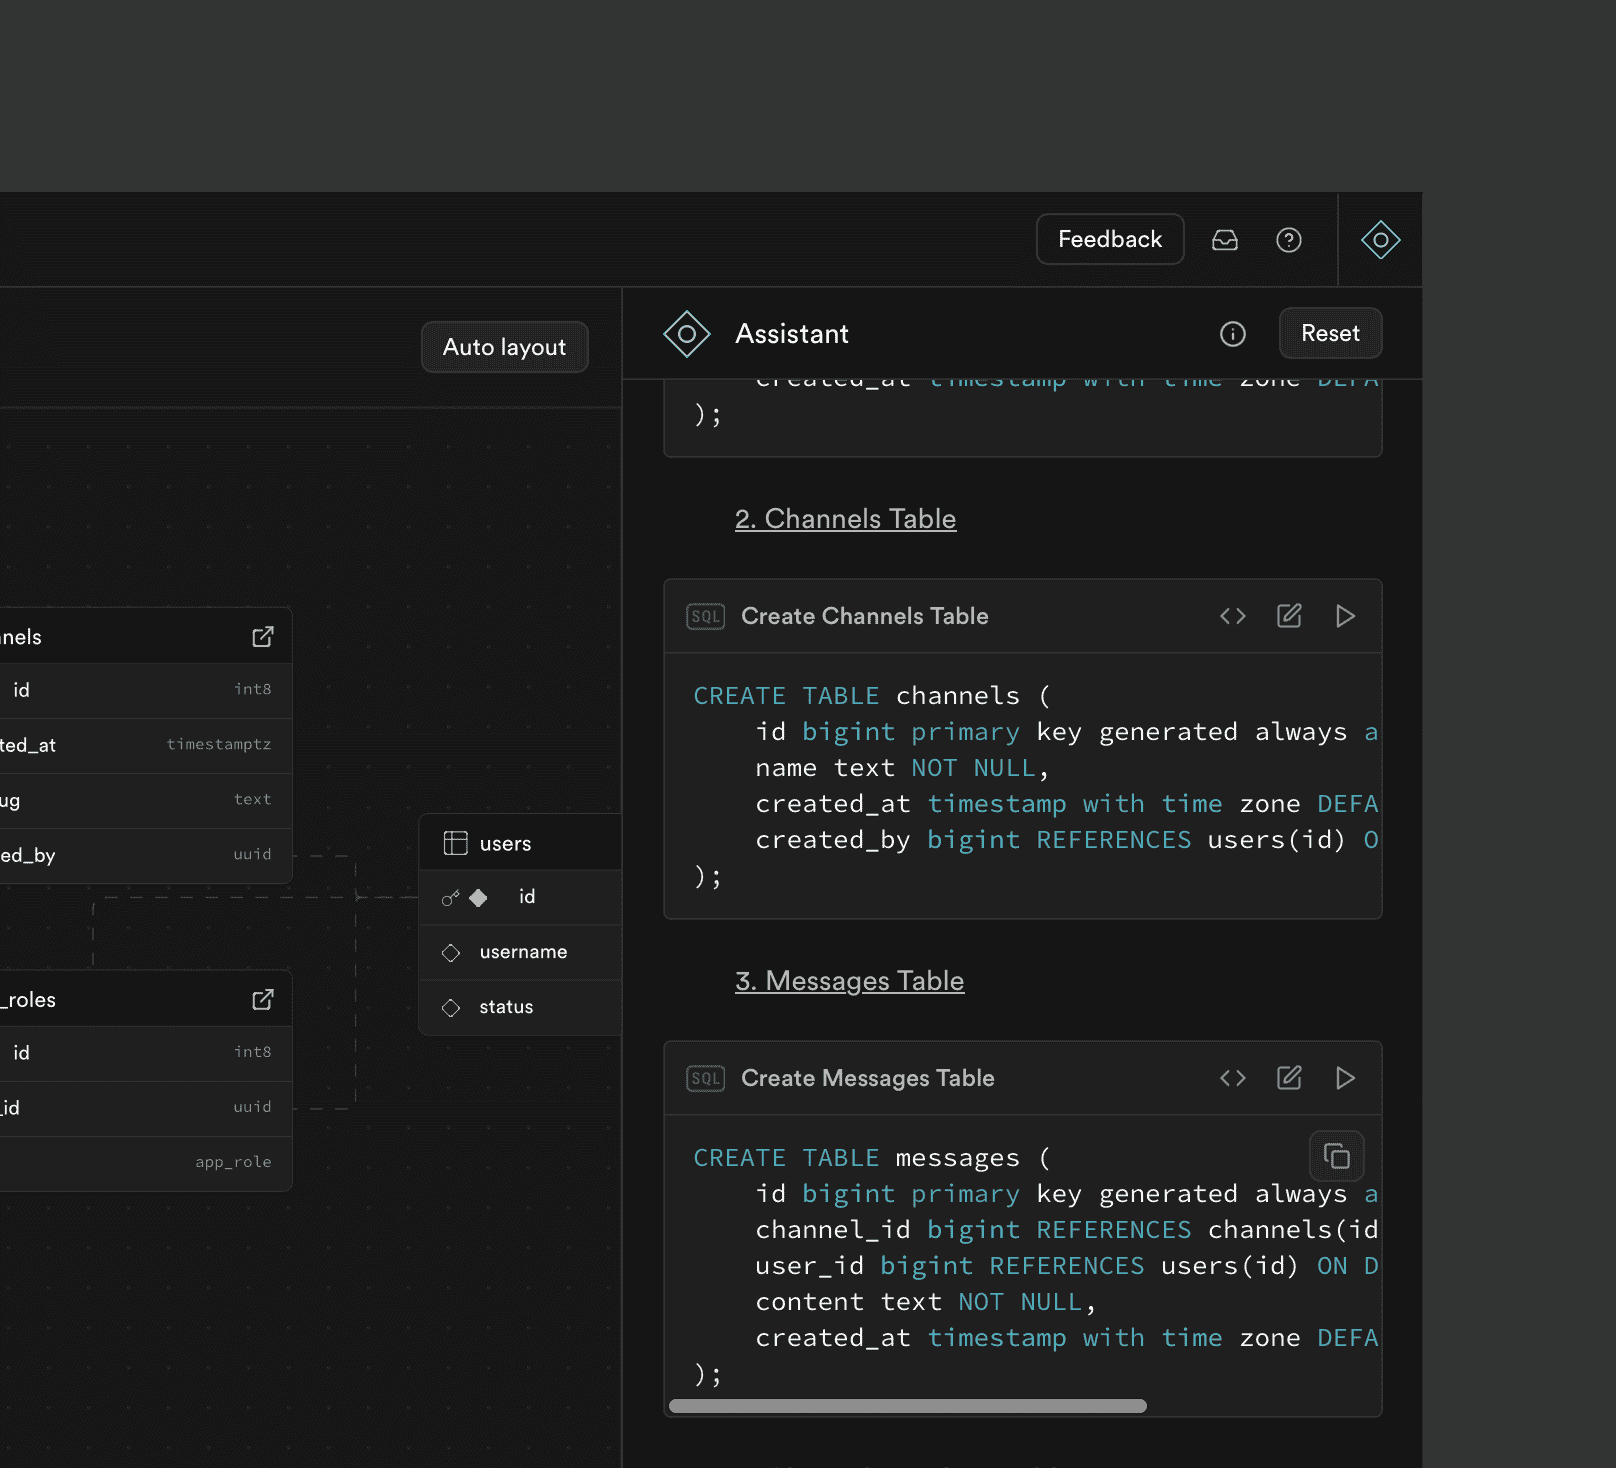 Feedback
Auto layout
Assistant
Reset
created_at timestamp with time zone DEFA
);
2. Channels Table
SQL Create Channels Table
CREATE TABLE channels (
id bigint primary key generated always a
name text NOT NULL,
created_at timestamp with time zone DEFA
created_by bigint REFERENCES users(id) O
);
3. Messages Table
SQL Create Messages Table
CREATE TABLE messages (
id bigint primary key generated always a
channel_id bigint REFERENCES channels(id
user_id bigint REFERENCES users(id) ON D
content text NOT NULL,
created_at timestamp with time zone DEFA
);
nels
id int8
ted_at timestamptz
ug text
ed_by uuid
users
id
username
status
_roles
id int8
_id uuid
app_role